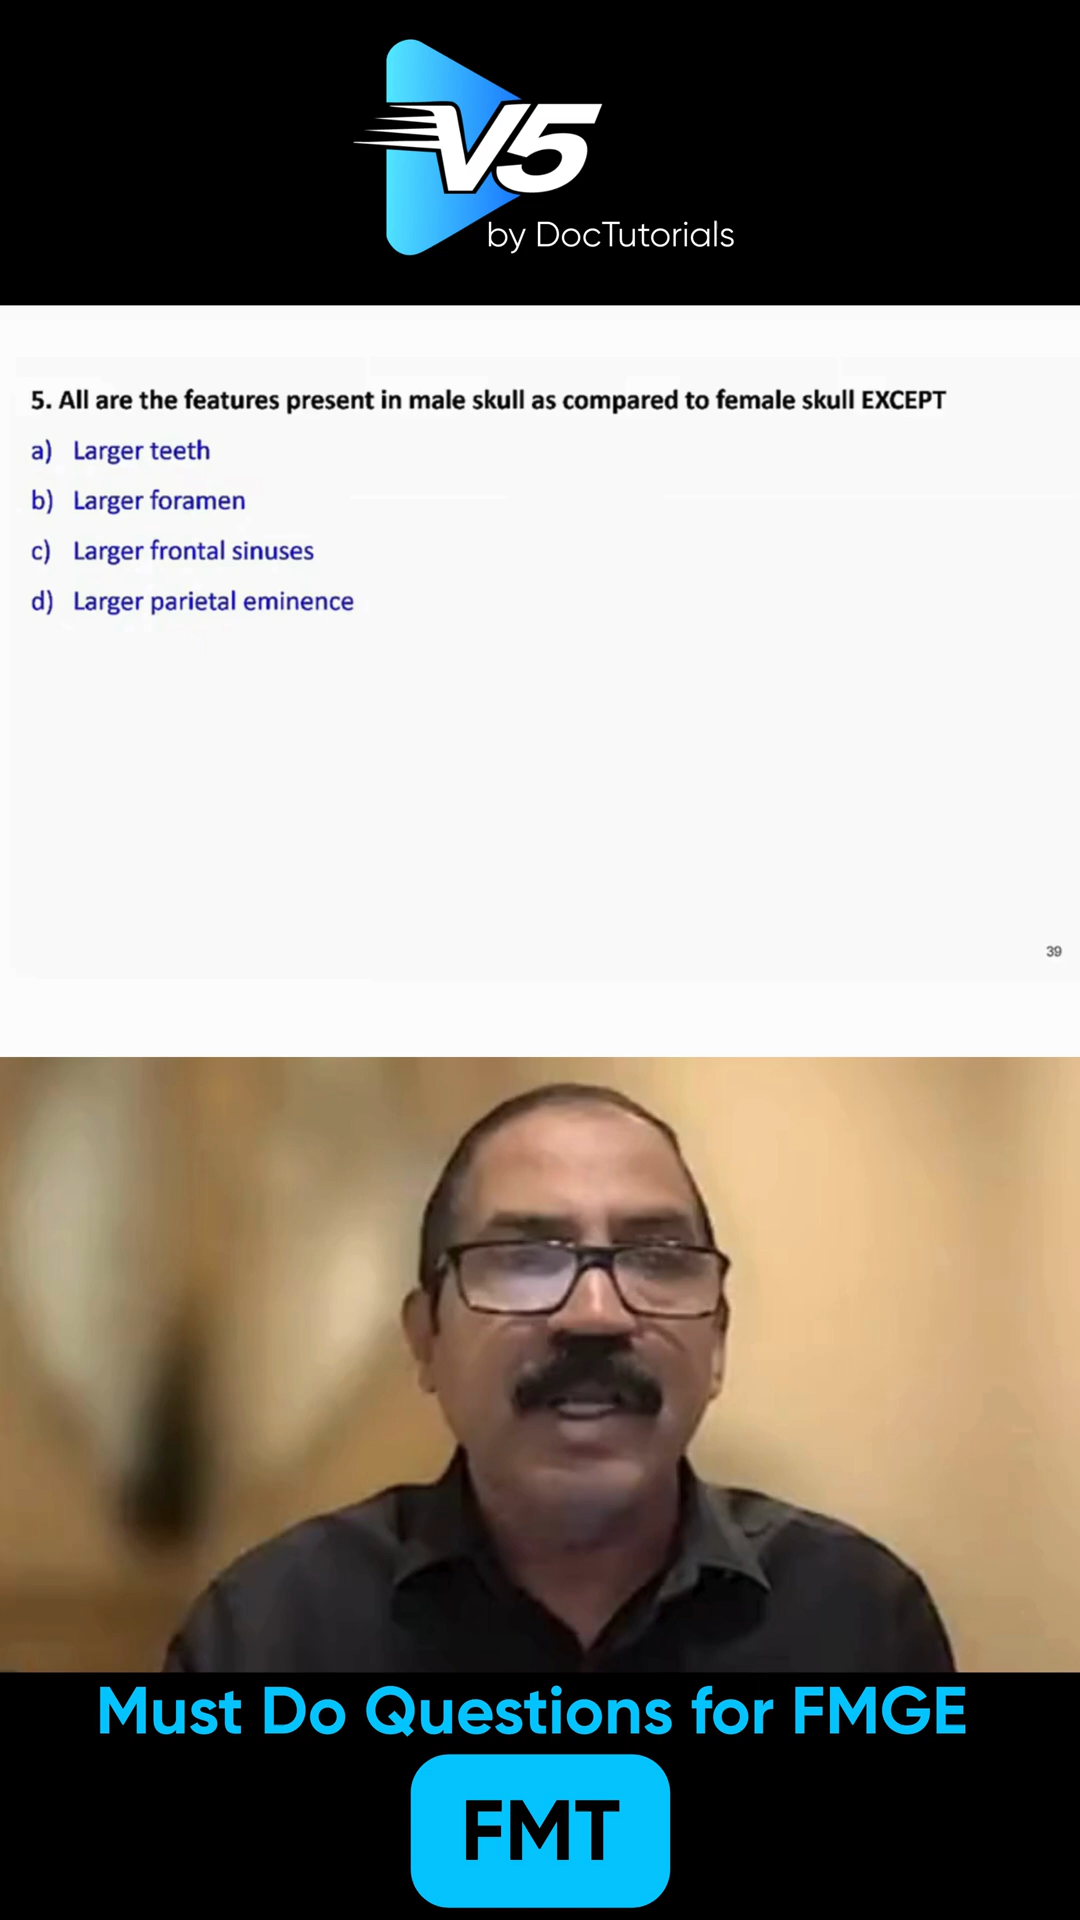 V5
by DocTutorials
5. All are the features present in male skull as compared to female skull EXCEPT
a) Larger teeth
b) Larger foramen
c) Larger frontal sinuses
d) Larger parietal eminence
39
Must Do Questions for FMGE
FMT